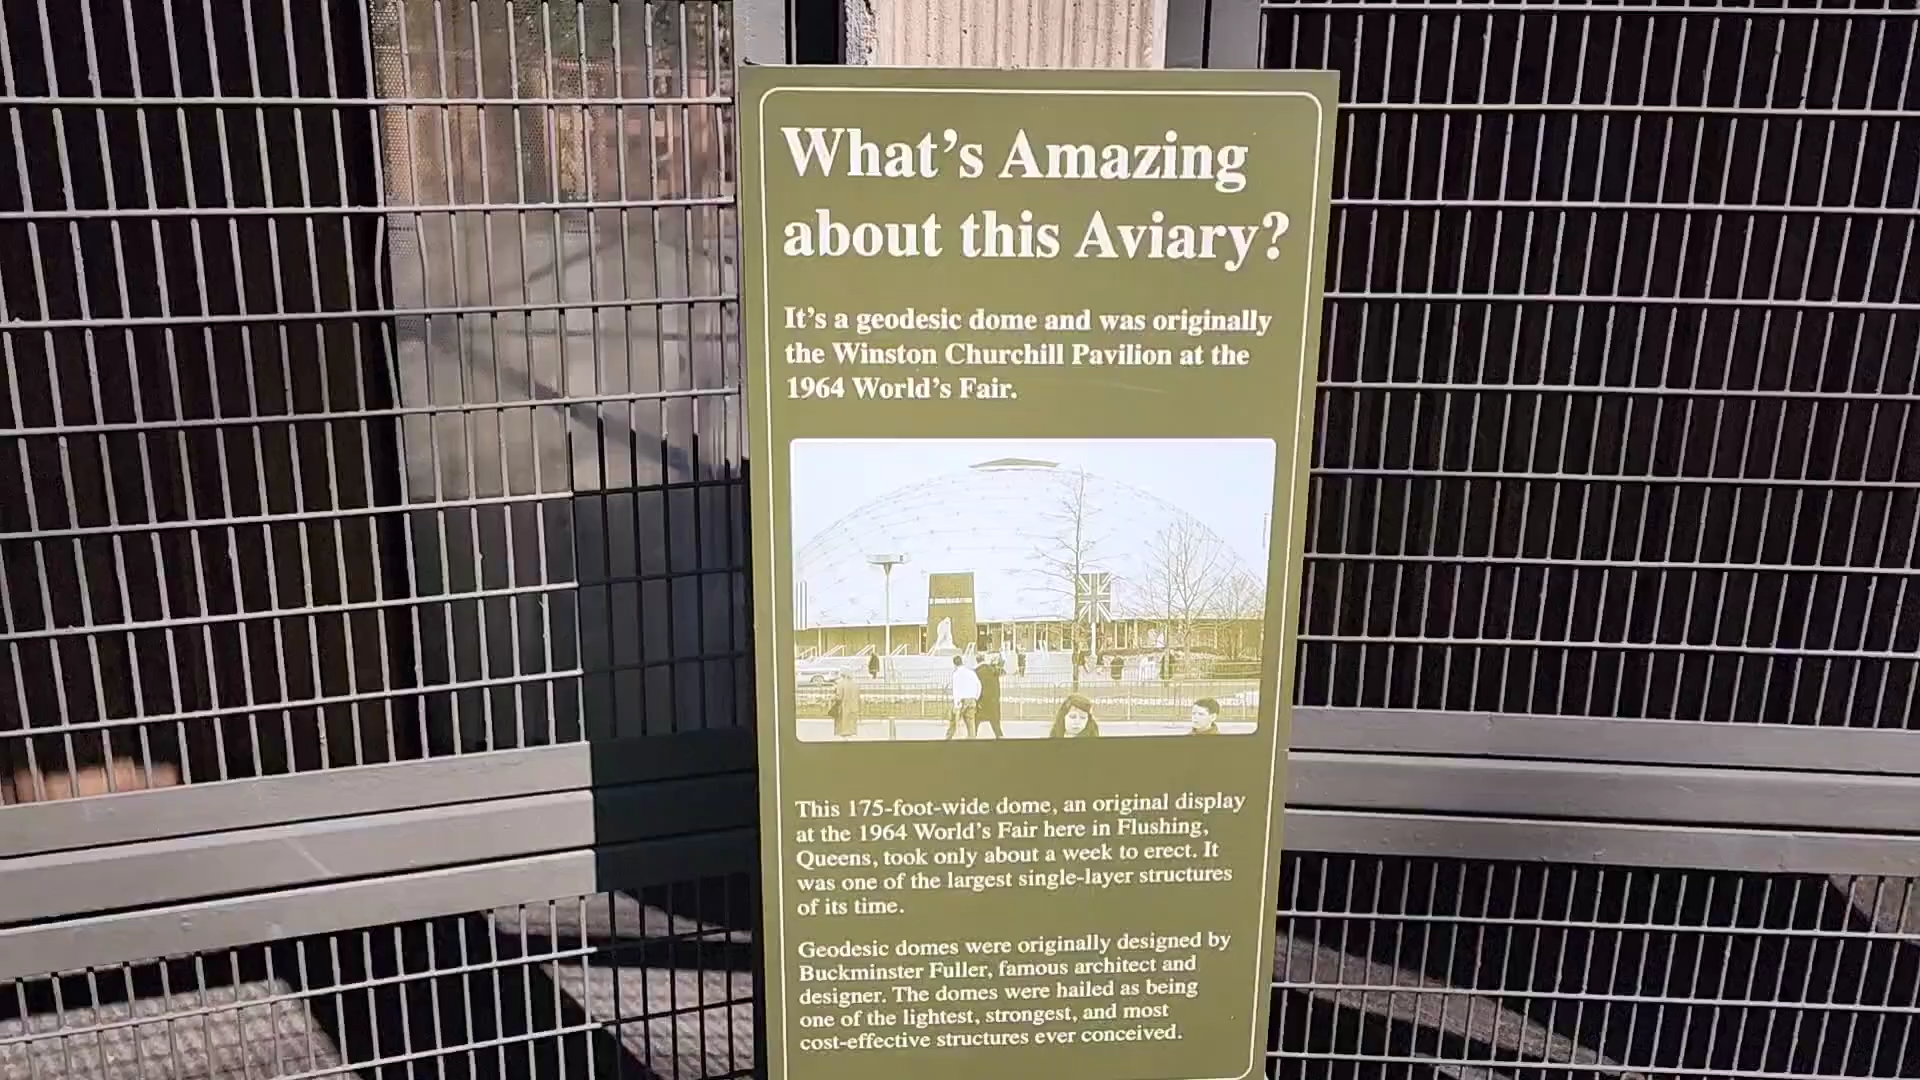 What's Amazing
about this Aviary?
It's a geodesic dome and was originally
the Winston Churchill Pavilion at the
1964 World's Fair.
This 175-foot-wide dome, an original display
at the 1964 World's Fair here in Flushing,
Queens, took only about a week to erect. It
was one of the largest single-layer structures
of its time.
Geodesic domes were originally designed by
Buckminster Fuller, famous architect and
designer. The domes were hailed as being
one of the lightest, strongest, and most
cost-effective structures ever conceived.